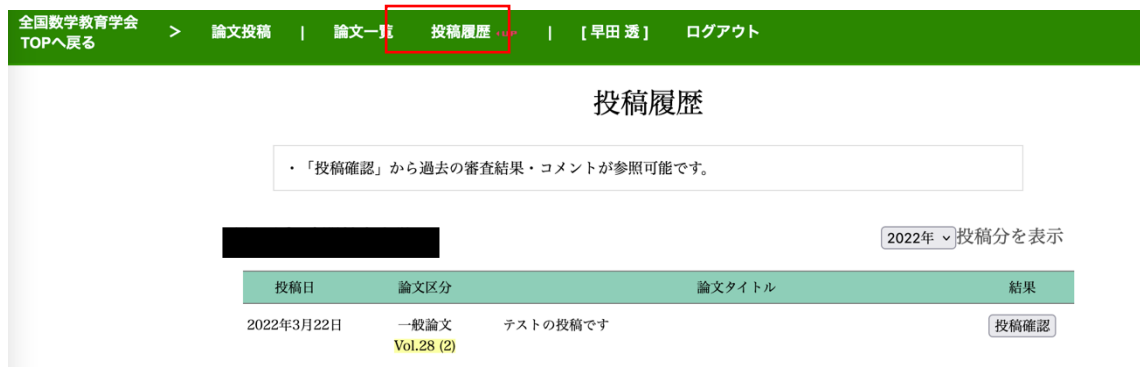 全国数学教育学会
TOPへ戻る > 論文投稿 | 論文一覧 投稿履歴 | [ 早田 透 ] ログアウト
投稿履歴
・「投稿確認」から過去の審査結果・コメントが参照可能です。
2022年 投稿分を表示
投稿日 論文区分 論文タイトル 結果
2022年3月22日 一般論文 テストの投稿です 投稿確認
Vol.28 (2)